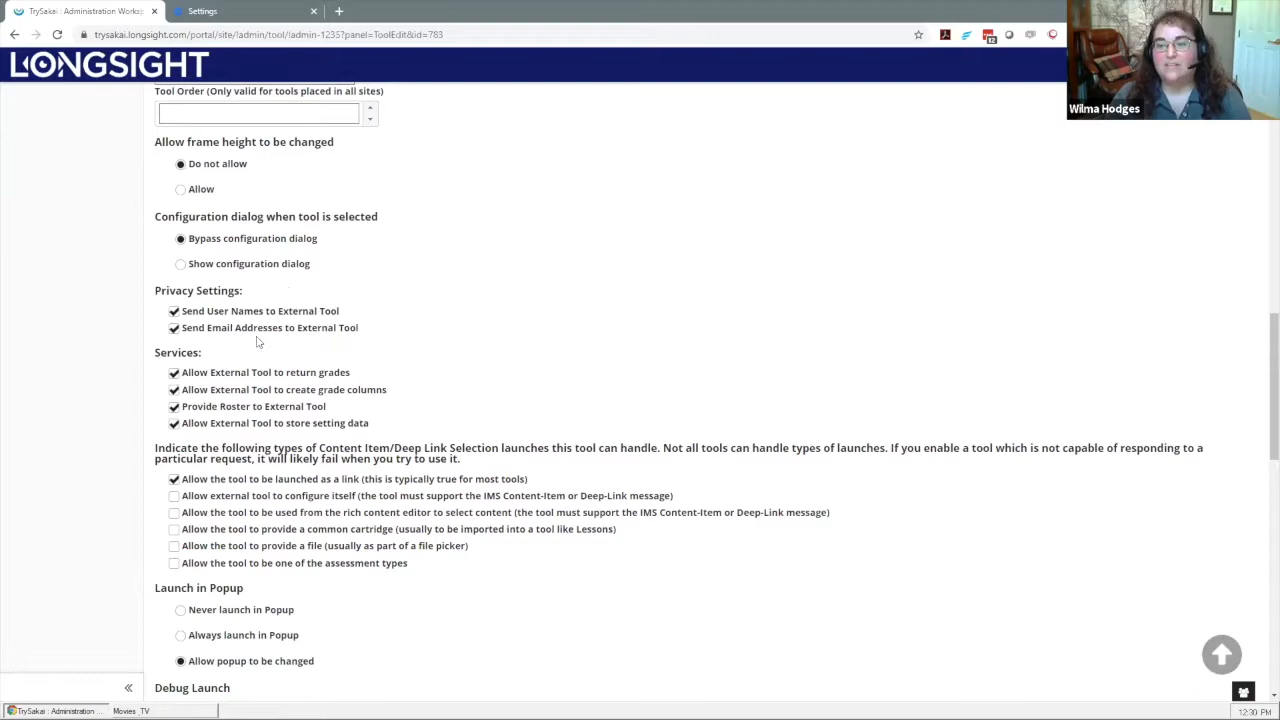 TrySakai : Administration Works
Settings
trysakai.longsight.com/portal/site/!admin/tool/!admin-1235?panel=ToolEdit&id=783
12
LONGSIGHT
Wilma Hodges
Tool Order (Only valid for tools placed in all sites)
Allow frame height to be changed
Do not allow
Allow
Configuration dialog when tool is selected
Bypass configuration dialog
Show configuration dialog
Privacy Settings:
Send User Names to External Tool
Send Email Addresses to External Tool
Services:
Allow External Tool to return grades
Allow External Tool to create grade columns
Provide Roster to External Tool
Allow External Tool to store setting data
Indicate the following types of Content Item/Deep Link Selection launches this tool can handle. Not all tools can handle types of launches. If you enable a tool which is not capable of responding to a
particular request, it will likely fail when you try to use it.
Allow the tool to be launched as a link (this is typically true for most tools)
Allow external tool to configure itself (the tool must support the IMS Content-Item or Deep-Link message)
Allow the tool to be used from the rich content editor to select content (the tool must support the IMS Content-Item or Deep-Link message)
Allow the tool to provide a common cartridge (usually to be imported into a tool like Lessons)
Allow the tool to provide a file (usually as part of a file picker)
Allow the tool to be one of the assessment types
Launch in Popup
Never launch in Popup
Always launch in Popup
Allow popup to be changed
Debug Launch
TrySakai : Administration ...
Movies _TV
12:30 PM